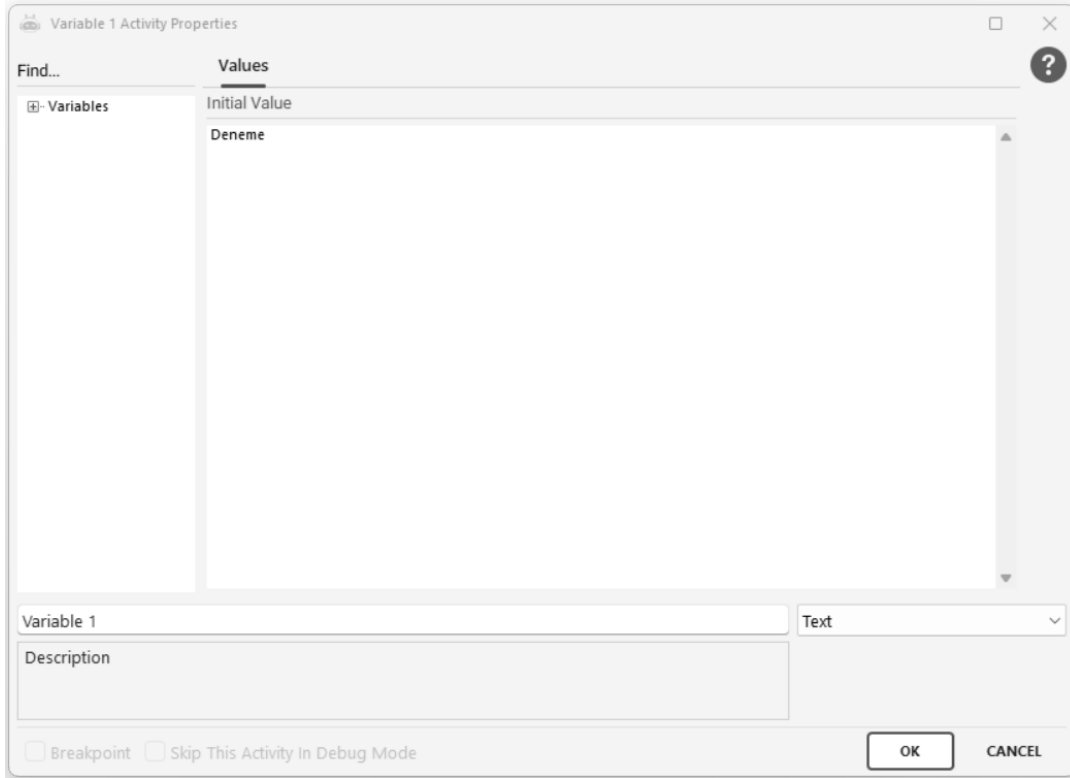 Variable 1 Activity Properties
Find...
Values
?
Variables
Initial Value
Deneme
Variable 1
Text
Description
Breakpoint
Skip This Activity In Debug Mode
OK
CANCEL